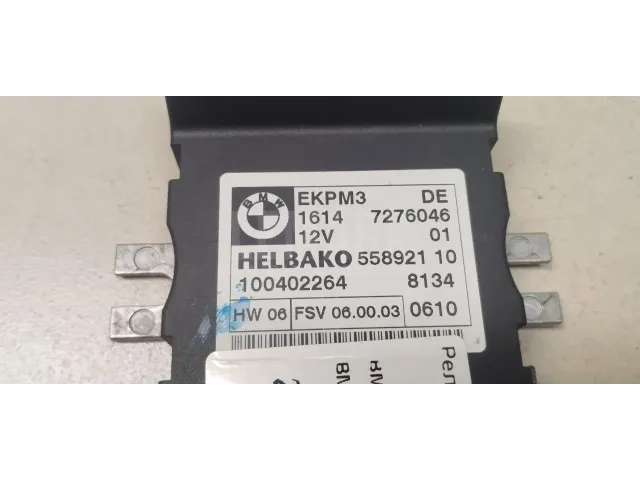 BMW
EKPM3 DE
1614 7276046
12V 01
HELBAKO 558921 10
100402264 8134
HW 06 FSV 06.00.03 0610
Рел